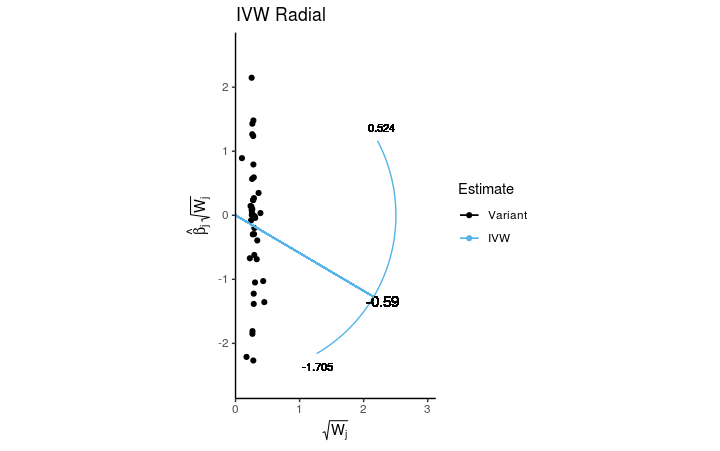 IVW Radial
2
1
0
-1
-2
β̂j√Wj
0.524
-0.59
-1.705
0 1 2 3
√Wj
Estimate
Variant
IVW